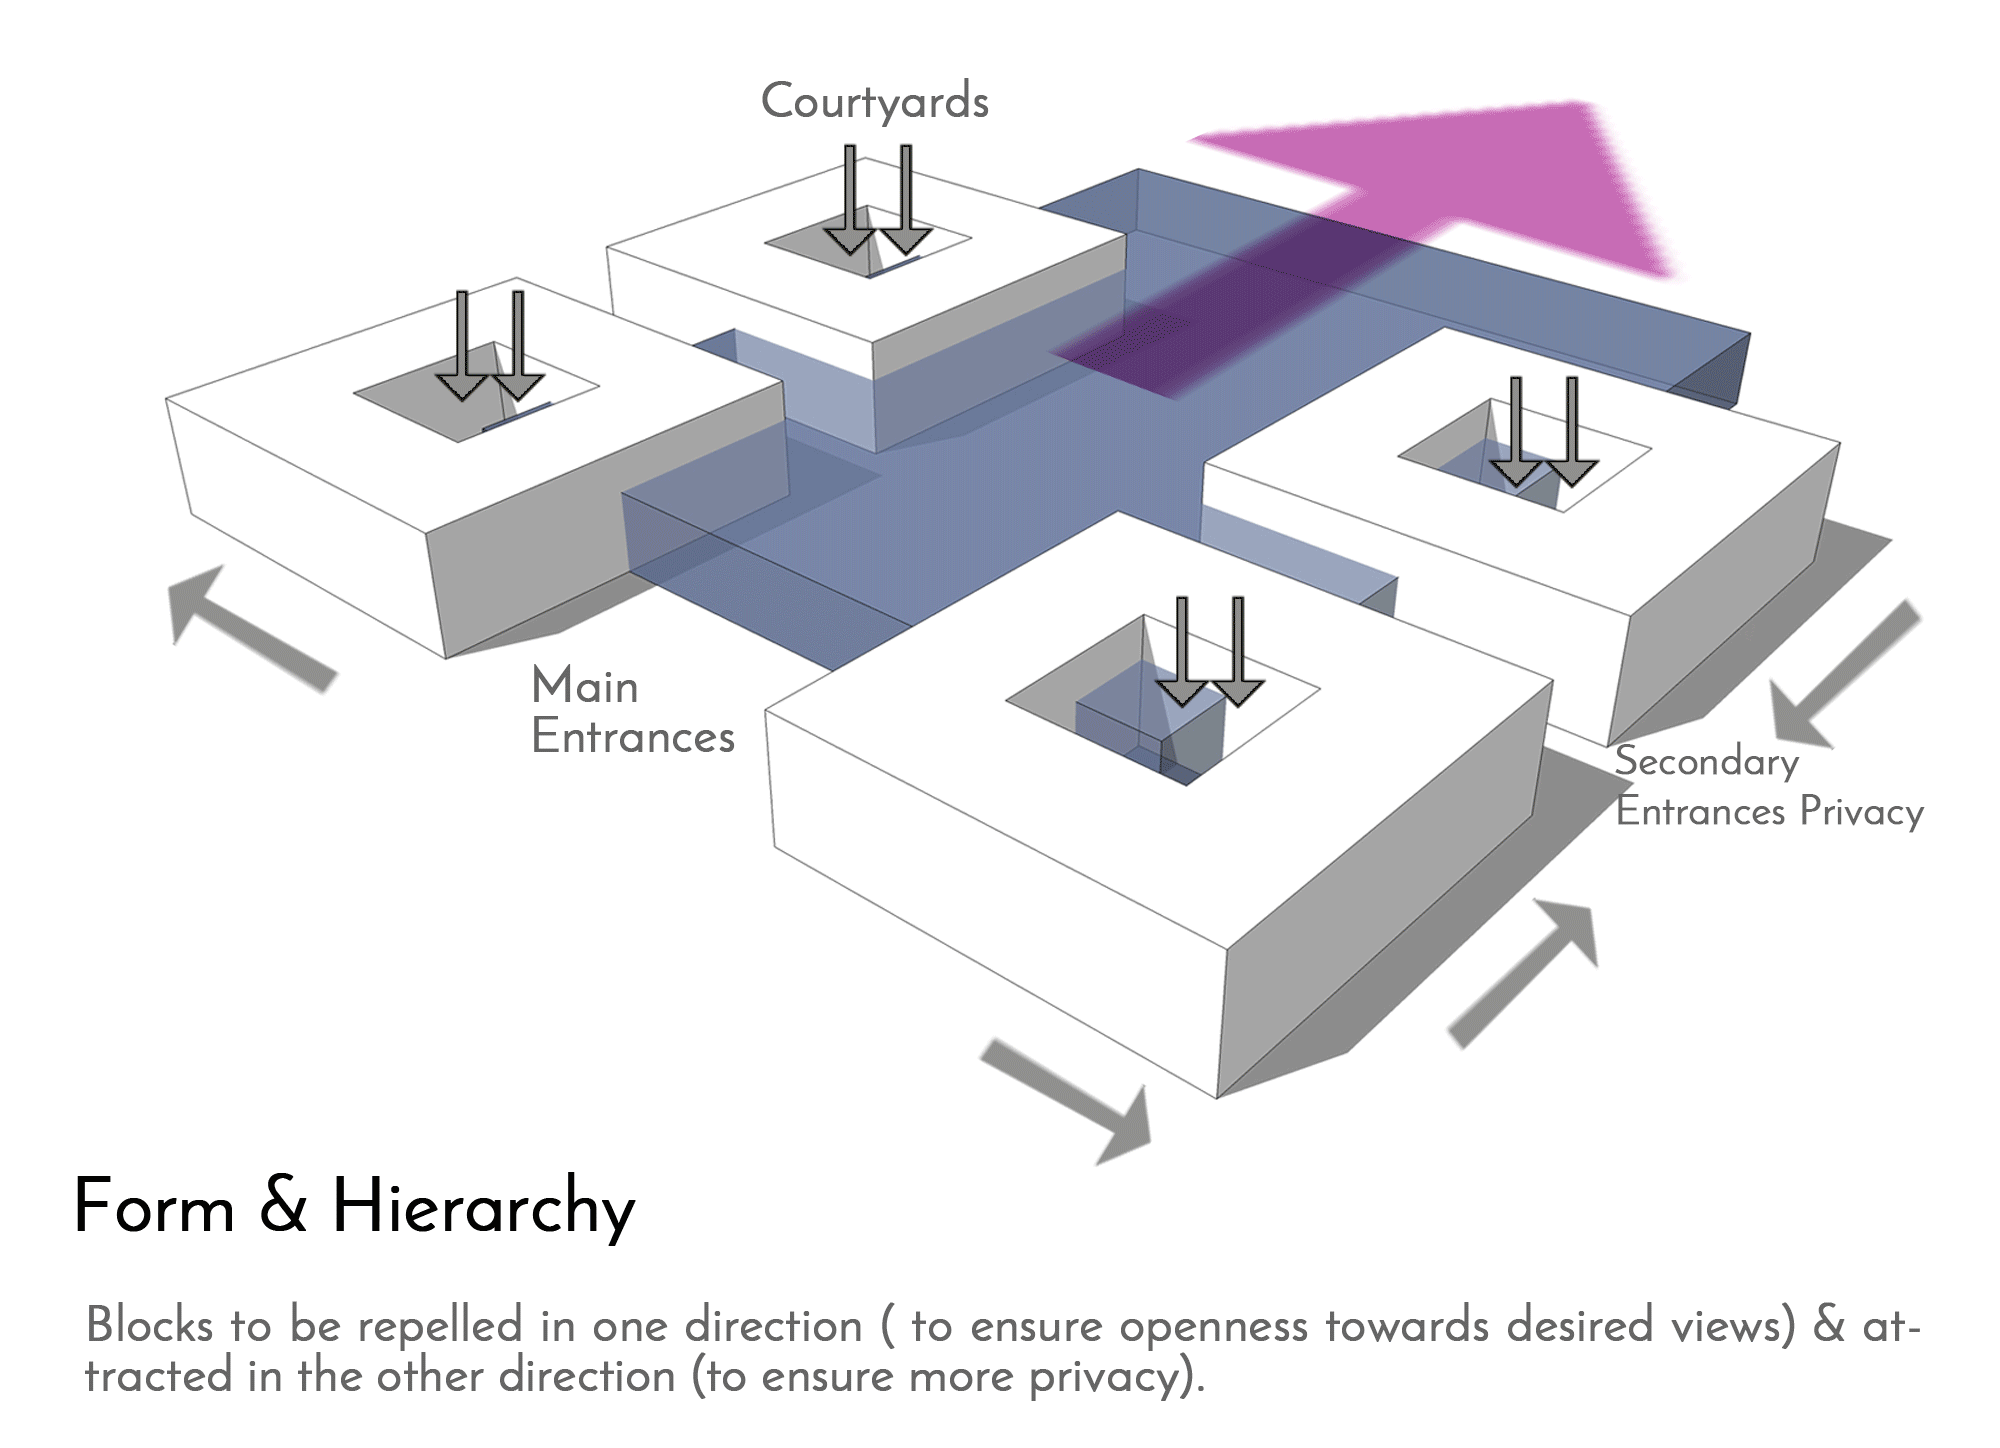 Courtyards
Main
Entrances
Secondary
Entrances Privacy
Form & Hierarchy
Blocks to be repelled in one direction ( to ensure openness towards desired views) & at-
tracted in the other direction (to ensure more privacy).